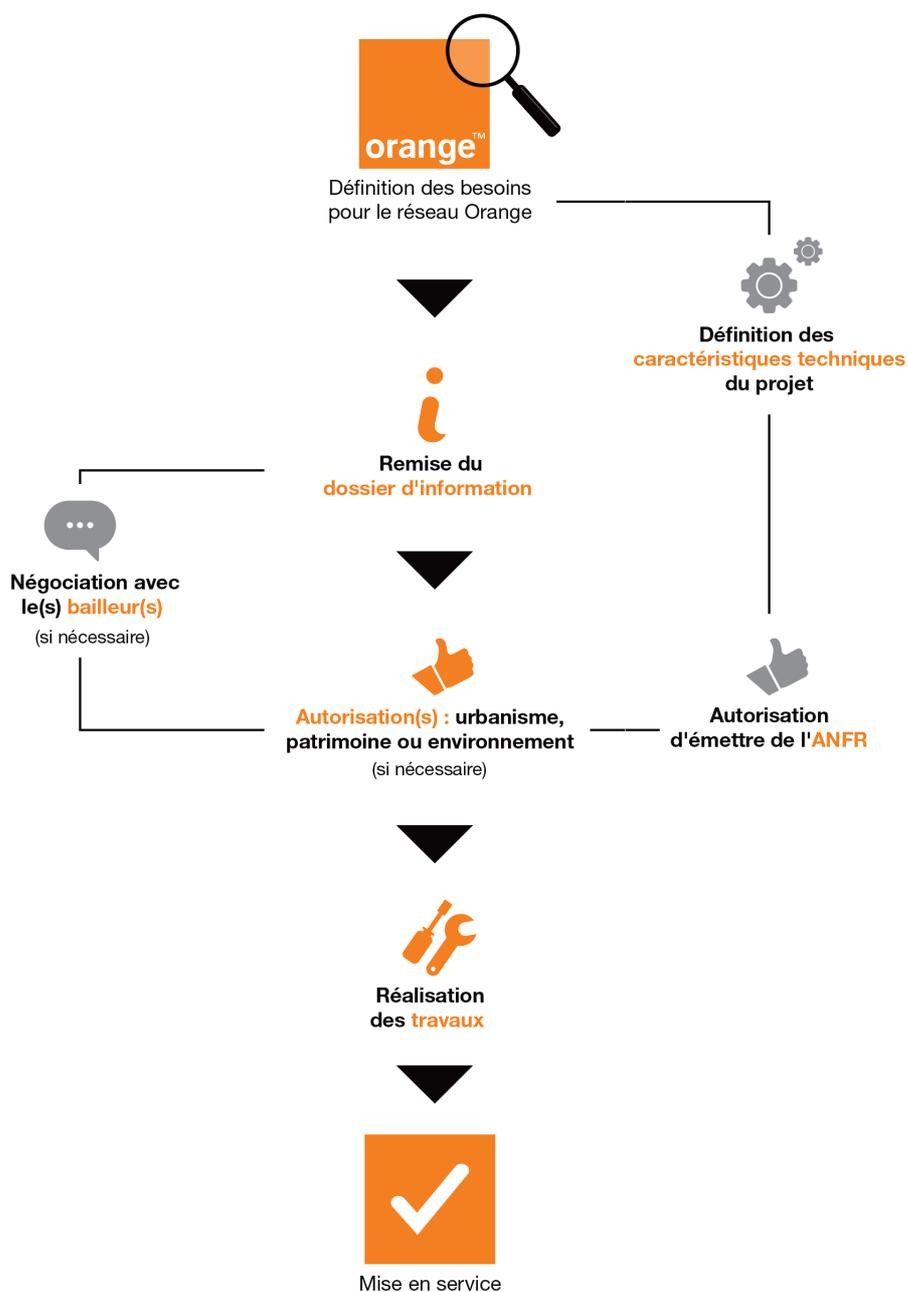 orange™
Définition des besoins
pour le réseau Orange
Définition des
caractéristiques techniques
du projet
Remise du
dossier d'information
Négociation avec
le(s) bailleur(s)
(si nécessaire)
Autorisation(s) : urbanisme,
patrimoine ou environnement
(si nécessaire)
Autorisation
d'émettre de l'ANFR
Réalisation
des travaux
Mise en service